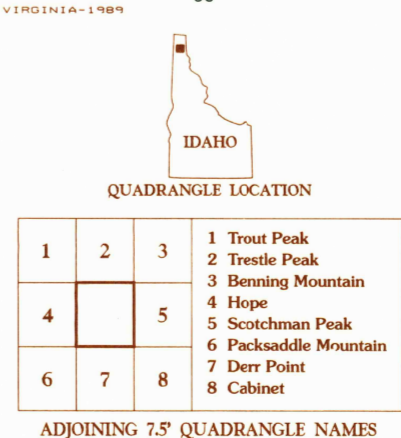 VIRGINIA-1989
IDAHO
QUADRANGLE LOCATION
1 2 3
4 5
6 7 8
1 Trout Peak
2 Trestle Peak
3 Benning Mountain
4 Hope
5 Scotchman Peak
6 Packsaddle Mountain
7 Derr Point
8 Cabinet
ADJOINING 7.5' QUADRANGLE NAMES